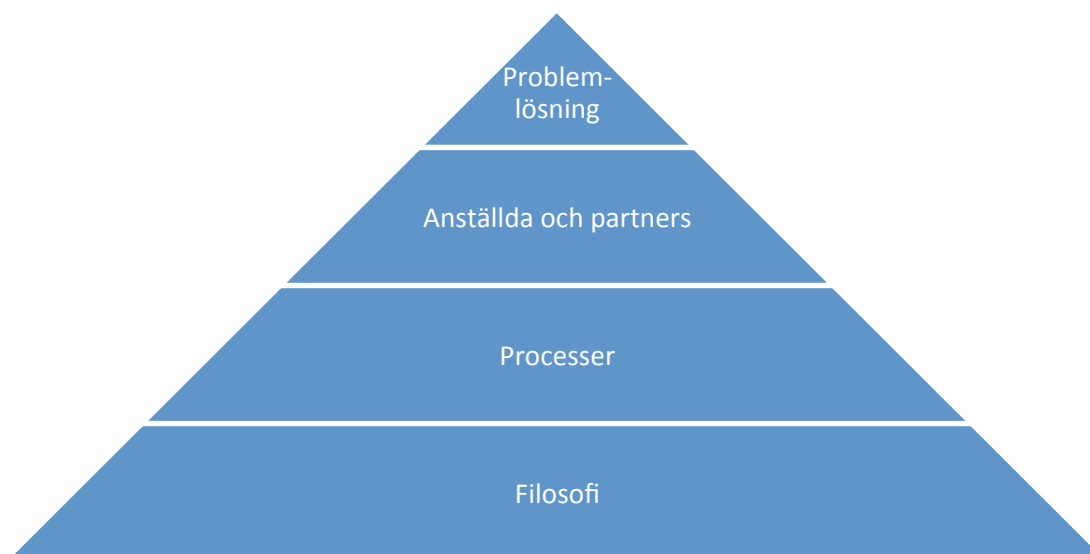 Problem-
lösning
Anställda och partners
Processer
Filosofi